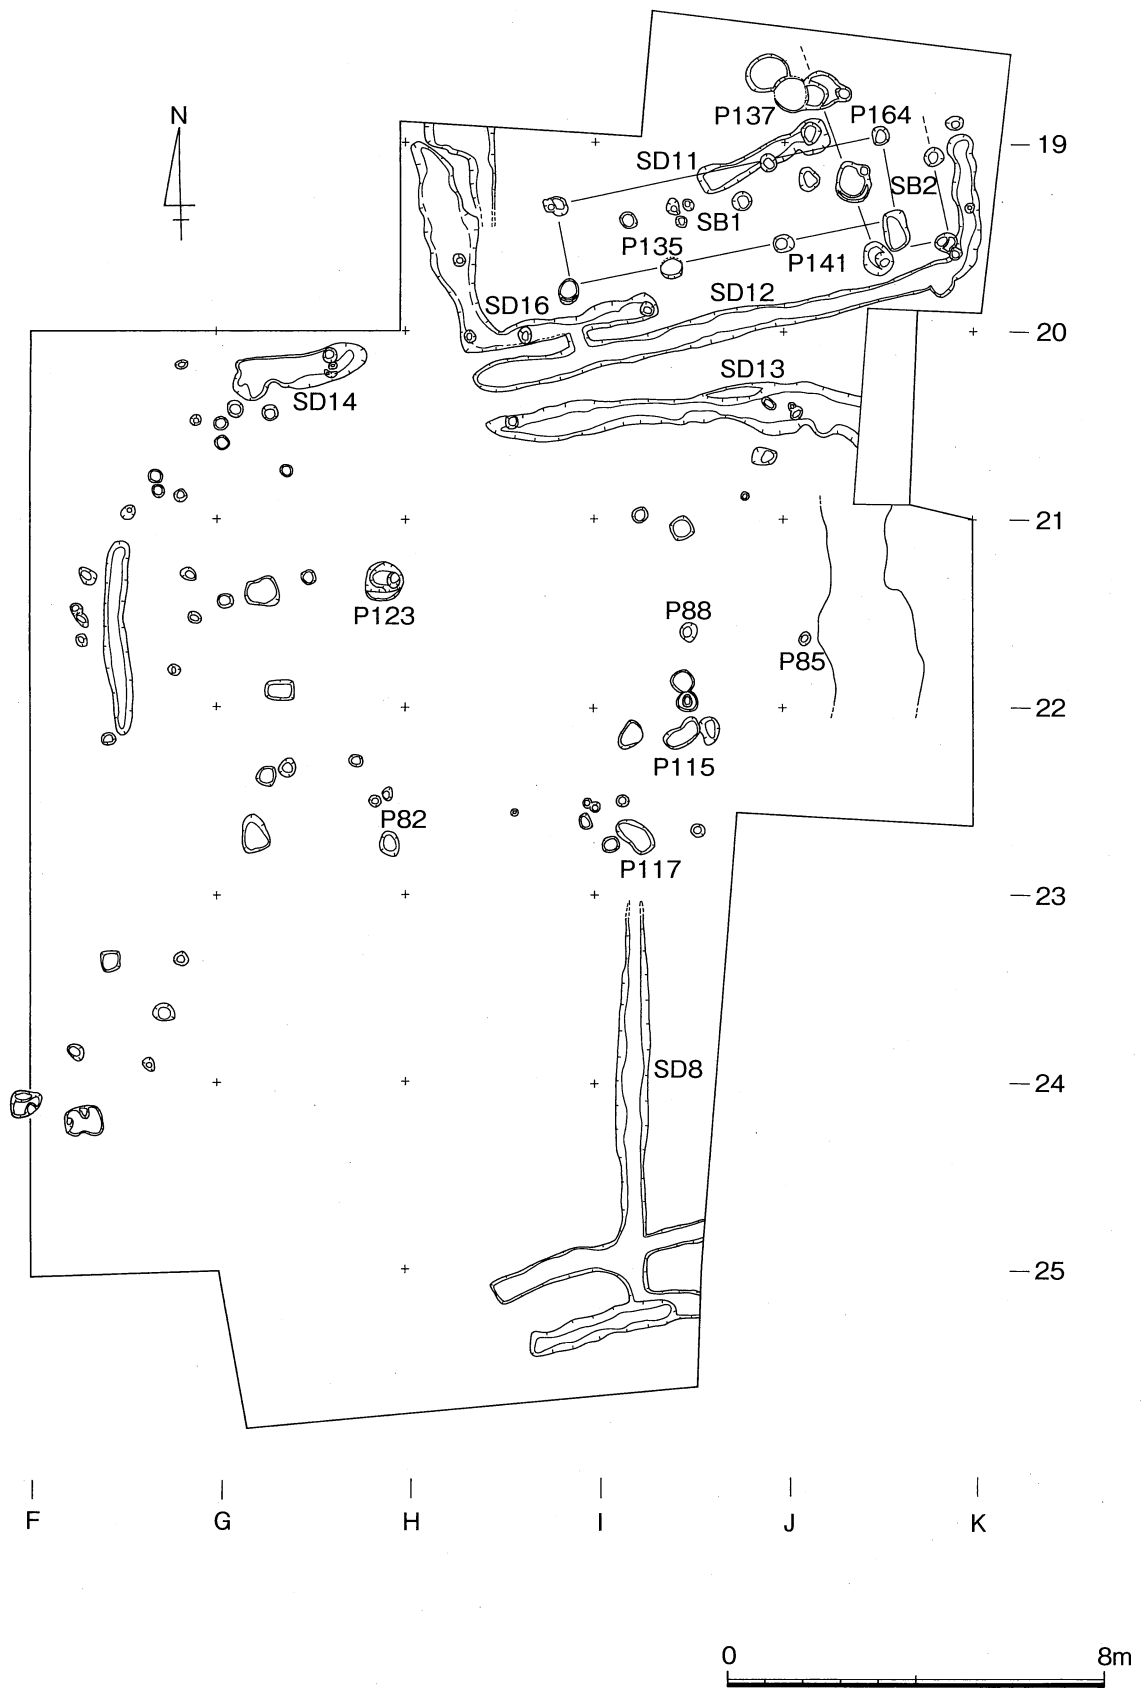 N
P137
P164
19
SD11
SB2
SB1
P135
P141
SD16
SD12
20
SD13
SD14
21
P123
P88
P85
22
P115
P82
P117
23
SD8
24
25
F G H I J K
0 8m